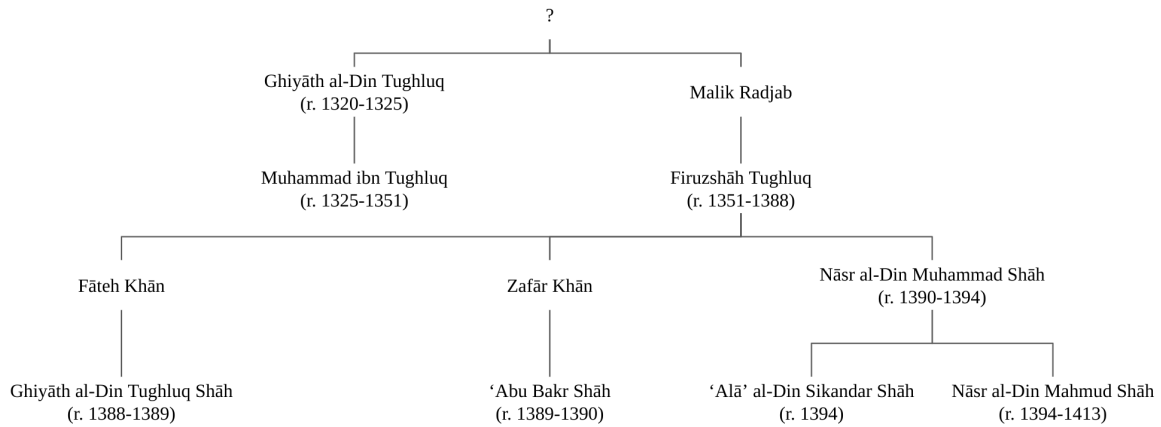 ?
Ghiyāth al-Din Tughluq
(r. 1320-1325)
Malik Radjab
Muhammad ibn Tughluq
(r. 1325-1351)
Firuzshāh Tughluq
(r. 1351-1388)
Fāteh Khān
Zafār Khān
Nāsr al-Din Muhammad Shāh
(r. 1390-1394)
Ghiyāth al-Din Tughluq Shāh
(r. 1388-1389)
‘Abu Bakr Shāh
(r. 1389-1390)
‘Alā’ al-Din Sikandar Shāh
(r. 1394)
Nāsr al-Din Mahmud Shāh
(r. 1394-1413)